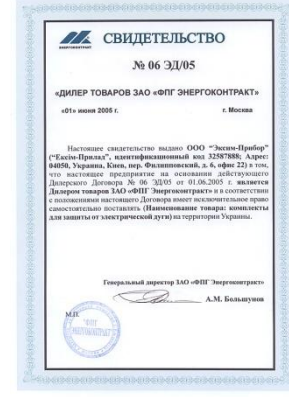 ЭНЕРГОКОНТРАКТ
СВИДЕТЕЛЬСТВО
№ 06 ЭД/05
«ДИЛЕР ТОВАРОВ ЗАО «ФПГ ЭНЕРГОКОНТРАКТ»
«01» июня 2005 г. г. Москва
Настоящее свидетельство выдано ООО "Эксим-Прибор"
("Ексім-Прилад", идентификационный код 32587888; Адрес:
04050, Украина, Киев, пер. Филипповский, д. 6, офис 22) в том,
что настоящее предприятие на основании действующего
Дилерского Договора № 06 ЭД/05 от 01.06.2005 г. является
Дилером товаров ЗАО "ФПГ Энергоконтракт" и в соответствии
с положениями настоящего Договора имеет исключительное право
самостоятельно поставлять (Наименование товара: комплекты
для защиты от электрической дуги) на территории Украины.
Генеральный директор ЗАО «ФПГ Энергоконтракт»
А.М. Большунов
М.П.
"ФПГ